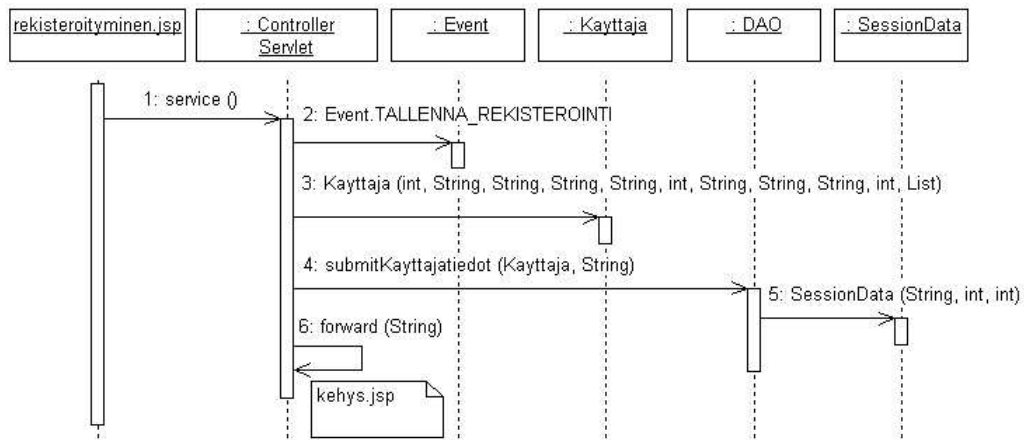 rekisteroityminen.jsp
: Controller
Servlet
: Event
: Kayttaja
: DAO
: SessionData
1: service ()
2: Event.TALLENNA_REKISTEROINTI
3: Kayttaja (int, String, String, String, String, int, String, String, String, int, List)
4: submitKayttajatiedot (Kayttaja, String)
5: SessionData (String, int, int)
6: forward (String)
kehys.jsp